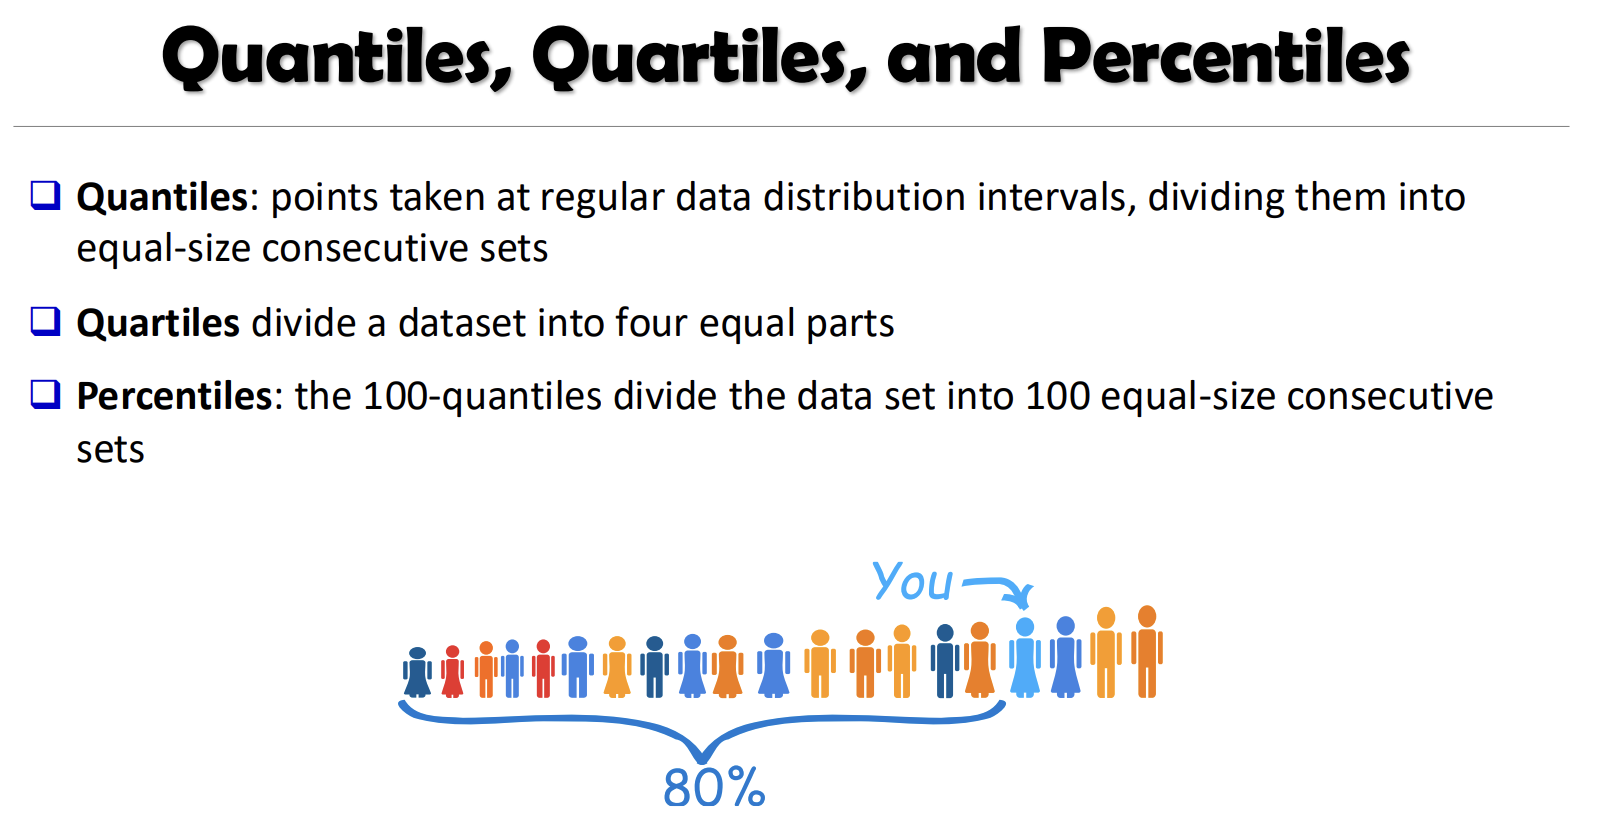 Quantiles, Quartiles, and Percentiles
Quantiles: points taken at regular data distribution intervals, dividing them into
equal-size consecutive sets
Quartiles divide a dataset into four equal parts
Percentiles: the 100-quantiles divide the data set into 100 equal-size consecutive
sets
You
80%